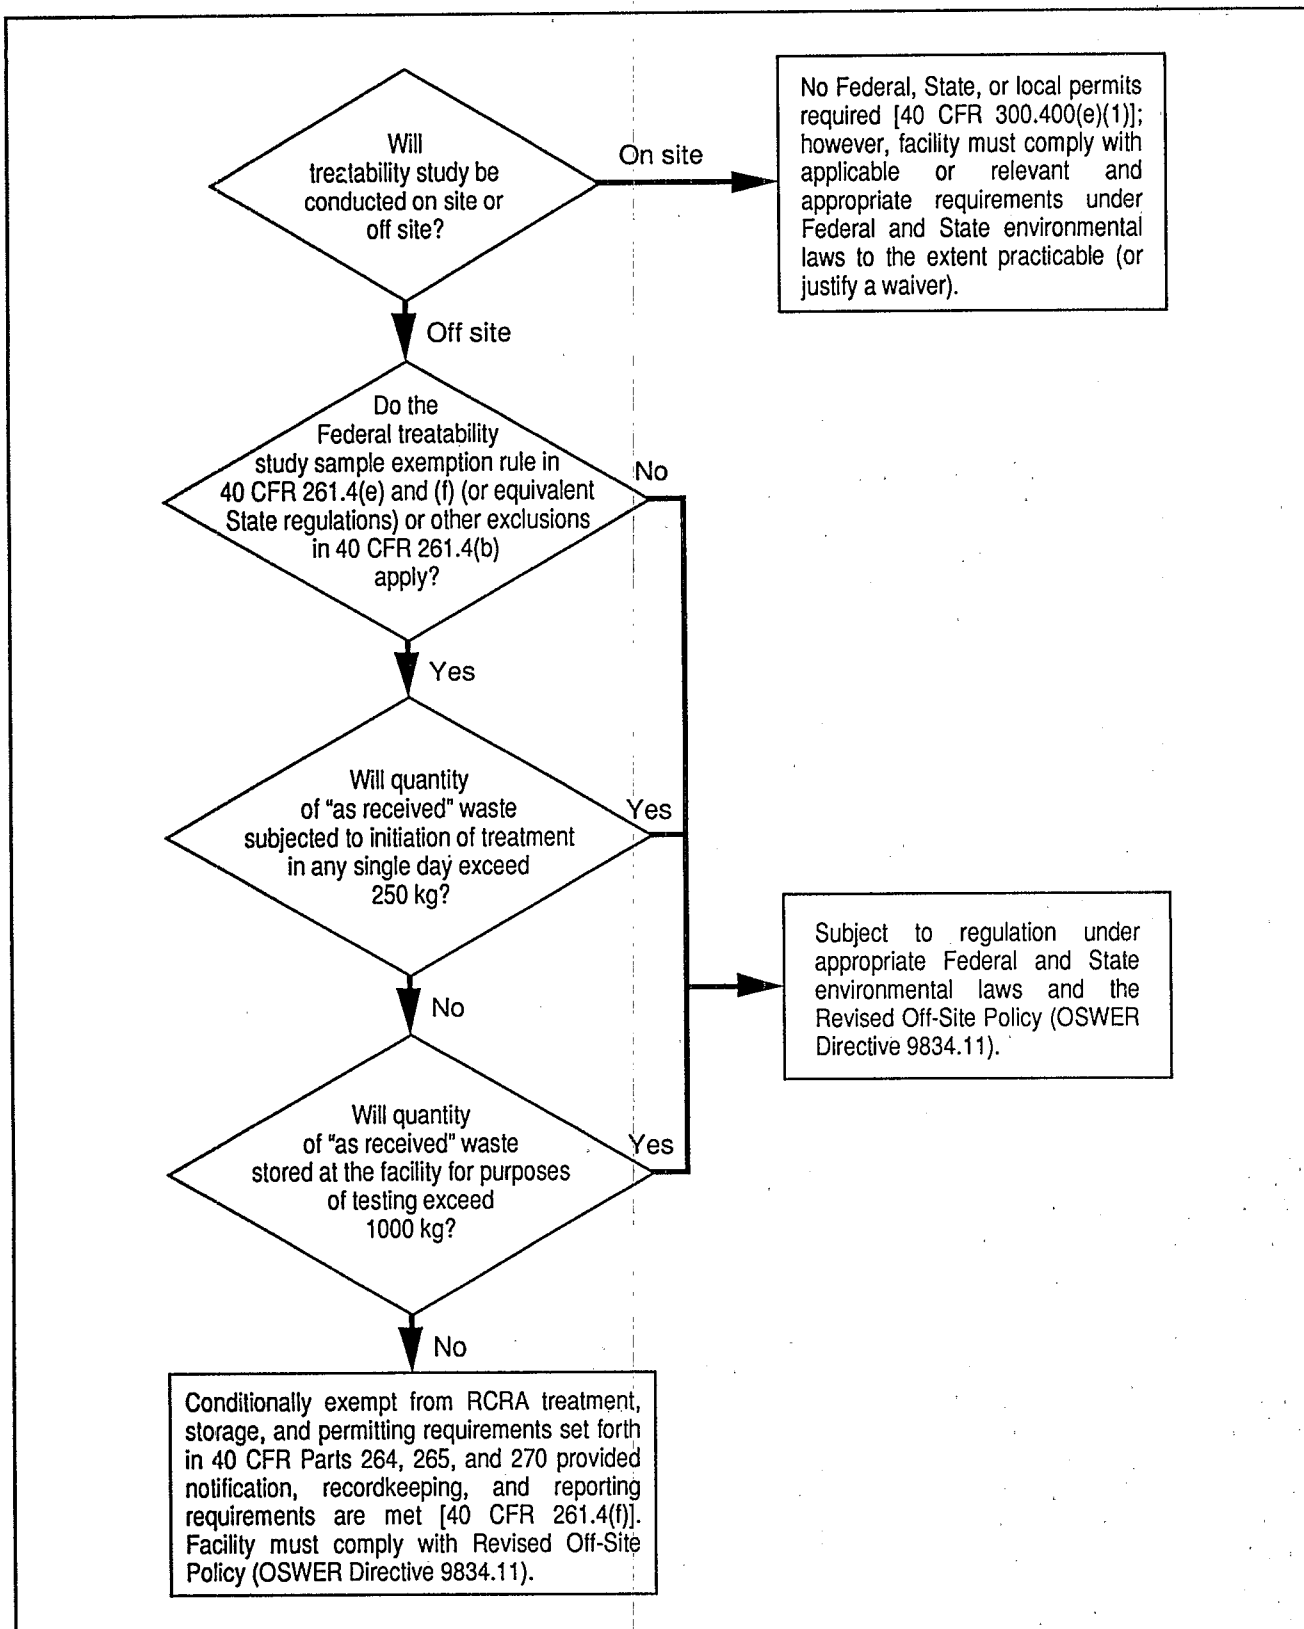 Will
treatability study be
conducted on site or
off site?
On site
No Federal, State, or local permits
required [40 CFR 300.400(e)(1)];
however, facility must comply with
applicable or relevant and
appropriate requirements under
Federal and State environmental
laws to the extent practicable (or
justify a waiver).
Off site
Do the
Federal treatability
study sample exemption rule in
40 CFR 261.4(e) and (f) (or equivalent
State regulations) or other exclusions
in 40 CFR 261.4(b)
apply?
No
Yes
Will quantity
of "as received" waste
subjected to initiation of treatment
in any single day exceed
250 kg?
Yes
Subject to regulation under
appropriate Federal and State
environmental laws and the
Revised Off-Site Policy (OSWER
Directive 9834.11).
No
Will quantity
of "as received" waste
stored at the facility for purposes
of testing exceed
1000 kg?
Yes
No
Conditionally exempt from RCRA treatment,
storage, and permitting requirements set forth
in 40 CFR Parts 264, 265, and 270 provided
notification, recordkeeping, and reporting
requirements are met [40 CFR 261.4(f)].
Facility must comply with Revised Off-Site
Policy (OSWER Directive 9834.11).